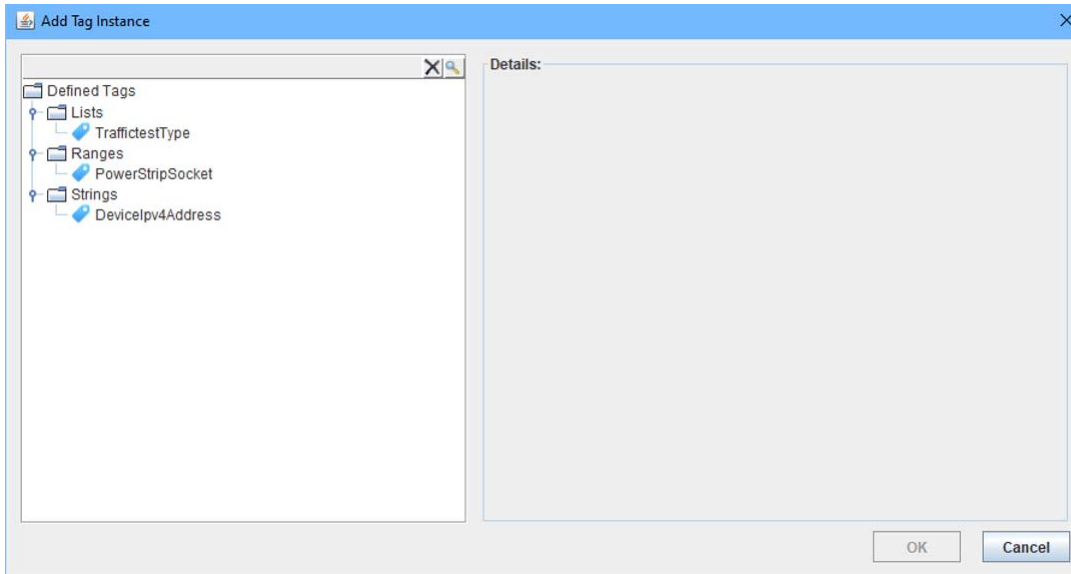 Add Tag Instance
Details:
Defined Tags
Lists
TraffictestType
Ranges
PowerStripSocket
Strings
DeviceIpv4Address
OK
Cancel